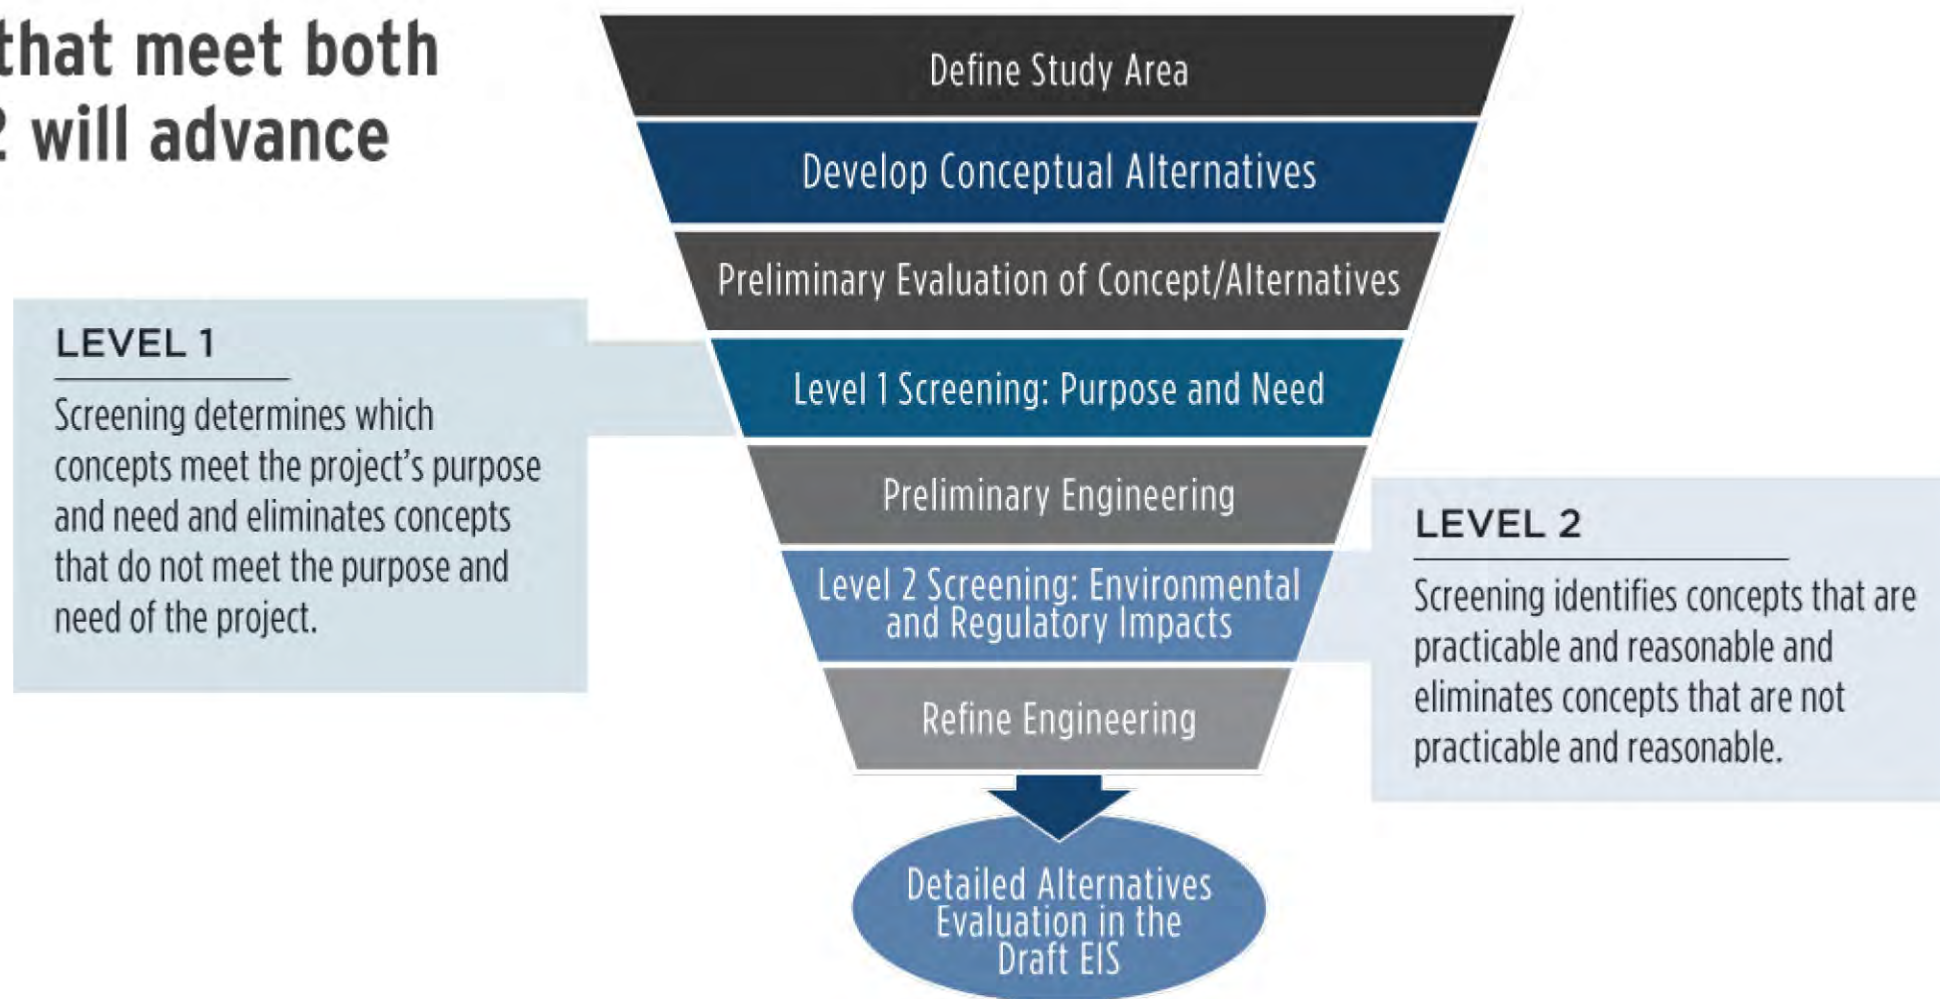 that meet both
2 will advance
Define Study Area
Develop Conceptual Alternatives
Preliminary Evaluation of Concept/Alternatives
Level 1 Screening: Purpose and Need
Preliminary Engineering
Level 2 Screening: Environmental
and Regulatory Impacts
Refine Engineering
Detailed Alternatives
Evaluation in the
Draft EIS
LEVEL 1
Screening determines which
concepts meet the project’s purpose
and need and eliminates concepts
that do not meet the purpose and
need of the project.
LEVEL 2
Screening identifies concepts that are
practicable and reasonable and
eliminates concepts that are not
practicable and reasonable.